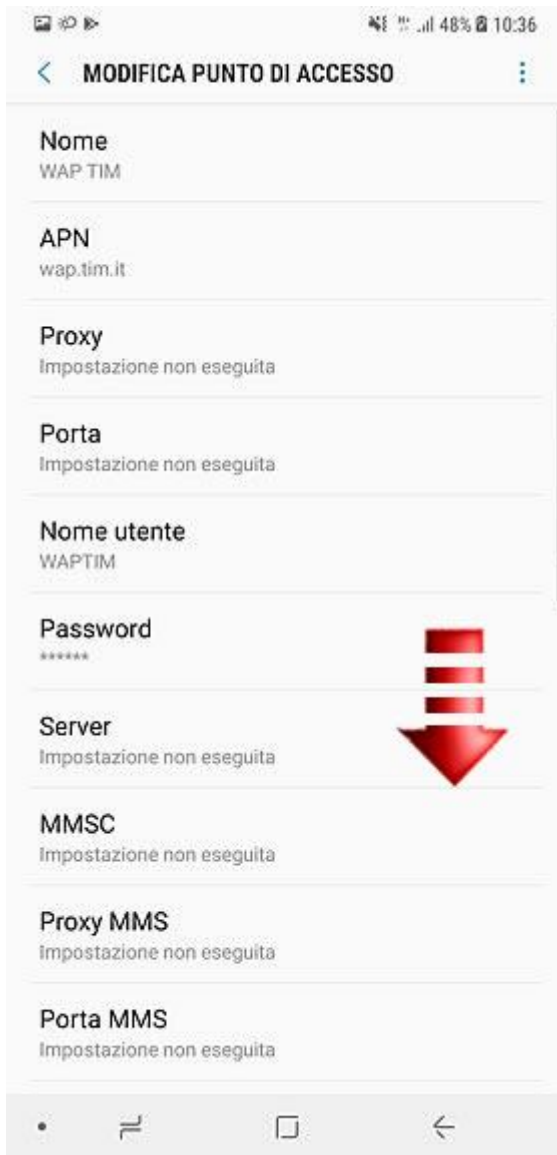 48% 10:36
MODIFICA PUNTO DI ACCESSO
Nome
WAP TIM
APN
wap.tim.it
Proxy
Impostazione non eseguita
Porta
Impostazione non eseguita
Nome utente
WAPTIM
Password
******
Server
Impostazione non eseguita
MMSC
Impostazione non eseguita
Proxy MMS
Impostazione non eseguita
Porta MMS
Impostazione non eseguita